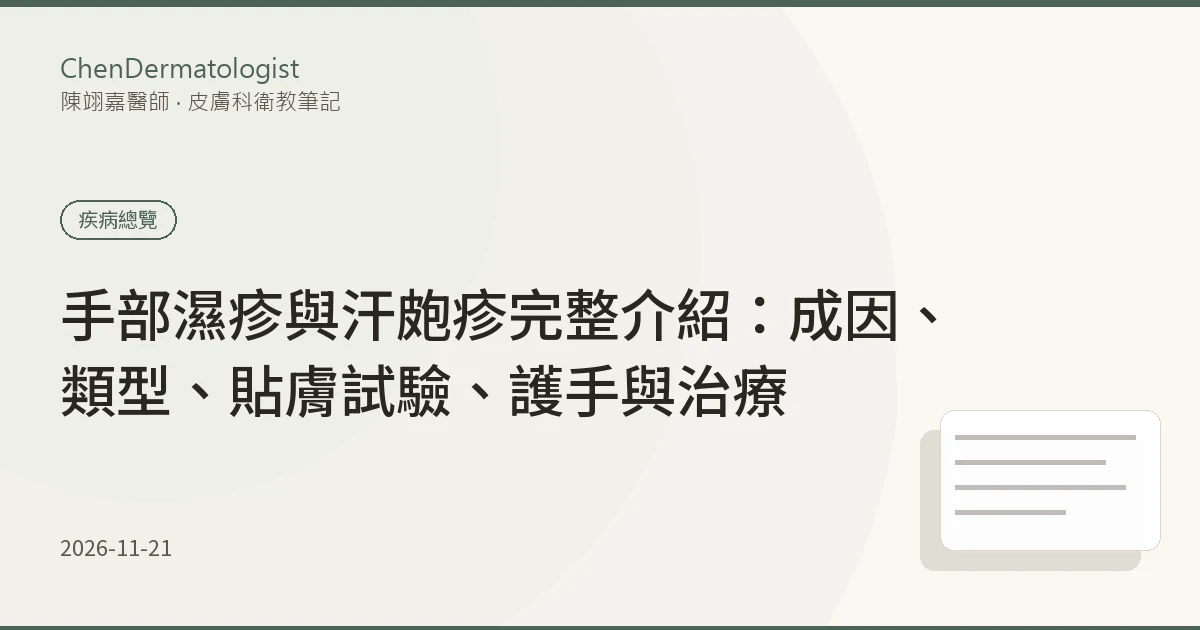 ChenDermatologist
陳翊嘉醫師 · 皮膚科衛教筆記
疾病總覽
手部濕疹與汗皰疹完整介紹：成因、
類型、貼膚試驗、護手與治療
2026-11-21